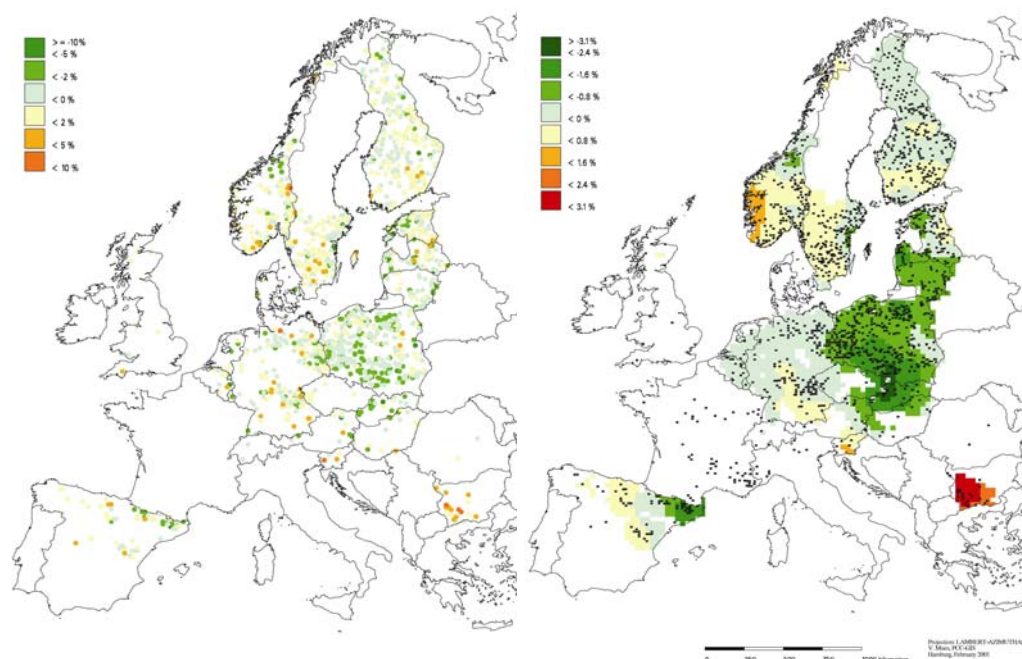 > = -10%
< -5 %
< -2 %
< 0 %
< 2 %
< 5 %
< 10 %
> -3.1 %
< -2.4 %
< -1.6 %
< -0.8 %
< 0 %
< 0.8 %
< 1.6 %
< 2.4 %
< 3.1 %
Projection: LAMBERT-AZIMUTHA
V. Mues, PCC-GIS
Hamburg, February 2001